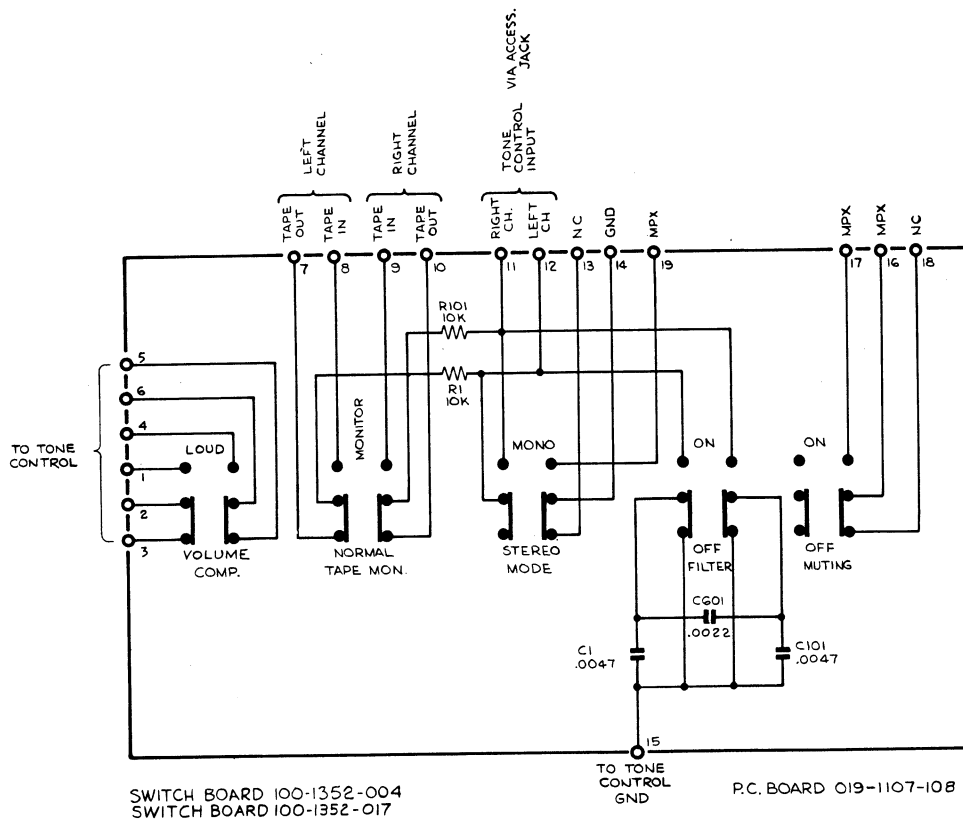 VIA ACCESS.
JACK
TONE
CONTROL
INPUT
LEFT
CHANNEL
RIGHT
CHANNEL
TAPE
OUT
TAPE
IN
TAPE
IN
TAPE
OUT
RIGHT
CH.
LEFT
CH
NC
GND
MPX
MPX
MPX
NC
7
8
9
10
11
12
13
14
19
17
16
18
R101
10K
R1
10K
TO TONE
CONTROL
5
6
4
1
2
3
LOUD
MONITOR
MONO
ON
ON
VOLUME
COMP.
NORMAL
TAPE MON.
STEREO
MODE
OFF
FILTER
OFF
MUTING
C601
.0022
C1
.0047
C101
.0047
15
TO TONE
CONTROL
GND
SWITCH BOARD 100-1352-004
SWITCH BOARD 100-1352-017
P.C. BOARD 019-1107-108